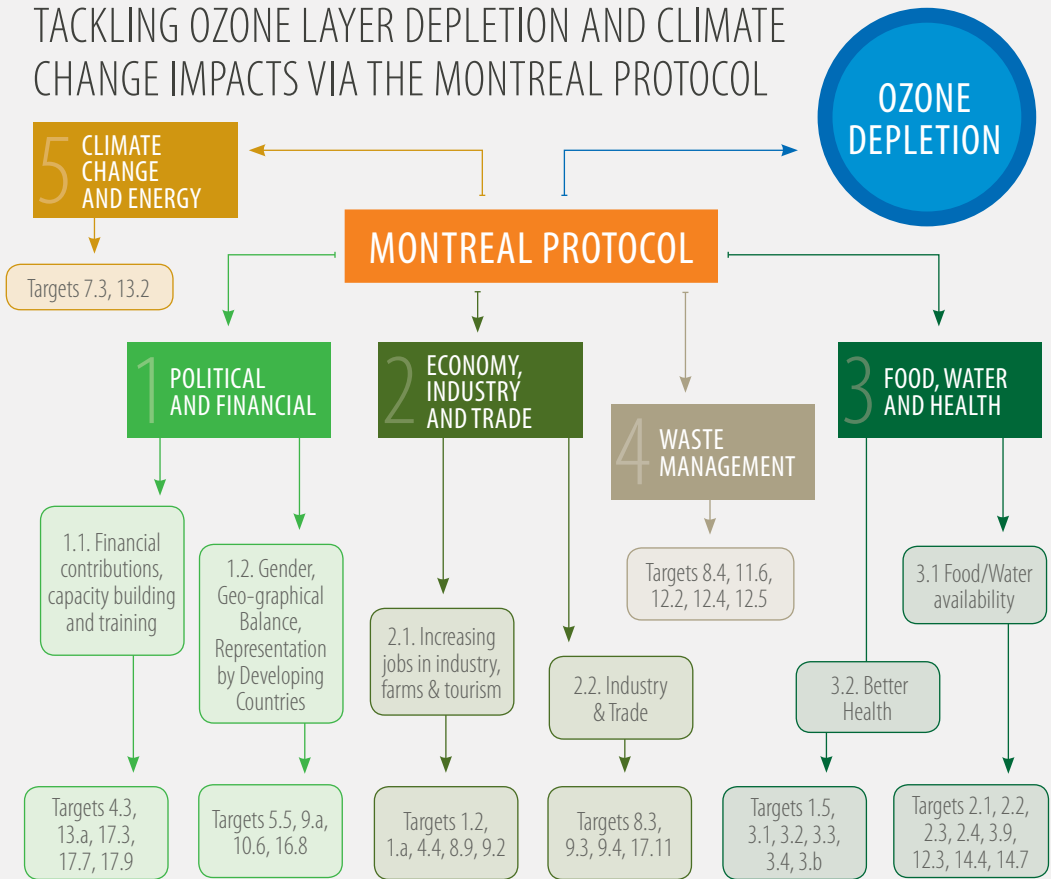 TACKLING OZONE LAYER DEPLETION AND CLIMATE
CHANGE IMPACTS VIA THE MONTREAL PROTOCOL
OZONE
DEPLETION
5 CLIMATE
CHANGE
AND ENERGY
MONTREAL PROTOCOL
Targets 7.3, 13.2
1 POLITICAL
AND FINANCIAL
2 ECONOMY,
INDUSTRY
AND TRADE
4 WASTE
MANAGEMENT
3 FOOD, WATER
AND HEALTH
1.1. Financial
contributions,
capacity building
and training
1.2. Gender,
Geo-graphical
Balance,
Representation
by Developing
Countries
2.1. Increasing
jobs in industry,
farms & tourism
2.2. Industry
& Trade
Targets 8.4, 11.6,
12.2, 12.4, 12.5
3.1 Food/Water
availability
3.2. Better
Health
Targets 4.3,
13.a, 17.3,
17.7, 17.9
Targets 5.5, 9.a,
10.6, 16.8
Targets 1.2,
1.a, 4.4, 8.9, 9.2
Targets 8.3,
9.3, 9.4, 17.11
Targets 1.5,
3.1, 3.2, 3.3,
3.4, 3.b
Targets 2.1, 2.2,
2.3, 2.4, 3.9,
12.3, 14.4, 14.7